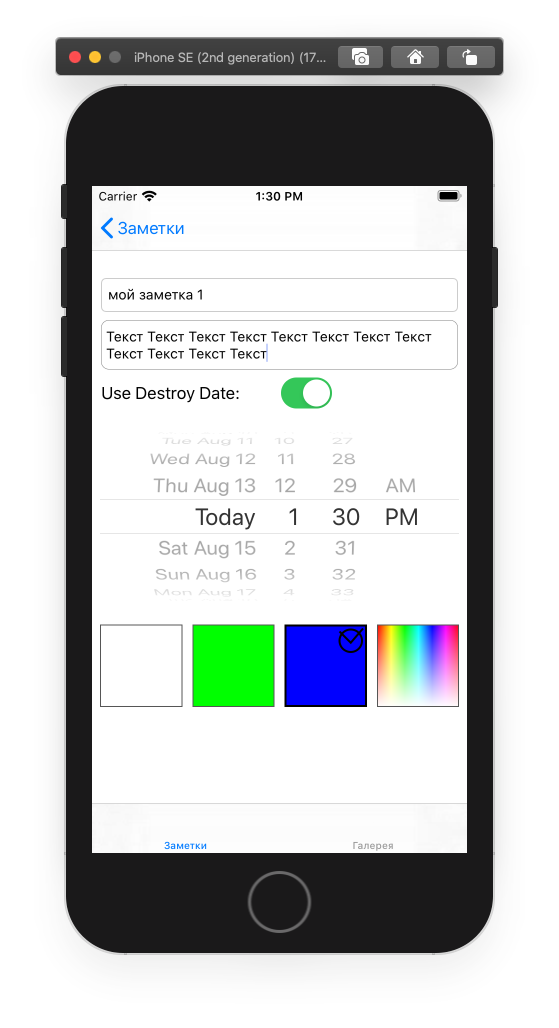 iPhone SE (2nd generation) (17...
Carrier 1:30 PM
Заметки
мой заметка 1
Текст Текст Текст Текст Текст Текст Текст Текст
Текст Текст Текст Текст
Use Destroy Date:
Tue Aug 11 10 27
Wed Aug 12 11 28
Thu Aug 13 12 29 AM
Today 1 30 PM
Sat Aug 15 2 31
Sun Aug 16 3 32
Mon Aug 17 4 33
Заметки Галерея